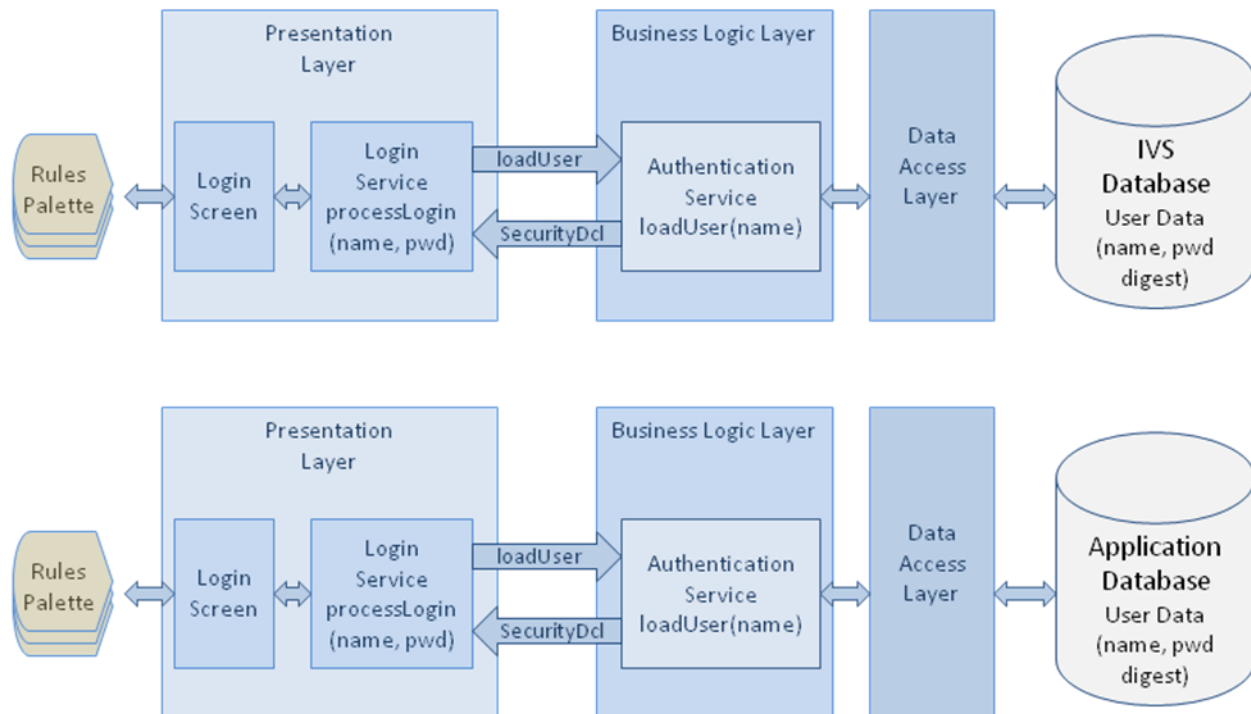 Presentation
Layer
Business Logic Layer
Rules
Palette
Login
Screen
Login
Service
processLogin
(name, pwd)
loadUser
SecurityDcl
Authentication
Service
loadUser(name)
Data
Access
Layer
IVS
Database
User Data
(name, pwd
digest)
Presentation
Layer
Business Logic Layer
Rules
Palette
Login
Screen
Login
Service
processLogin
(name, pwd)
loadUser
SecurityDcl
Authentication
Service
loadUser(name)
Data
Access
Layer
Application
Database
User Data
(name, pwd
digest)